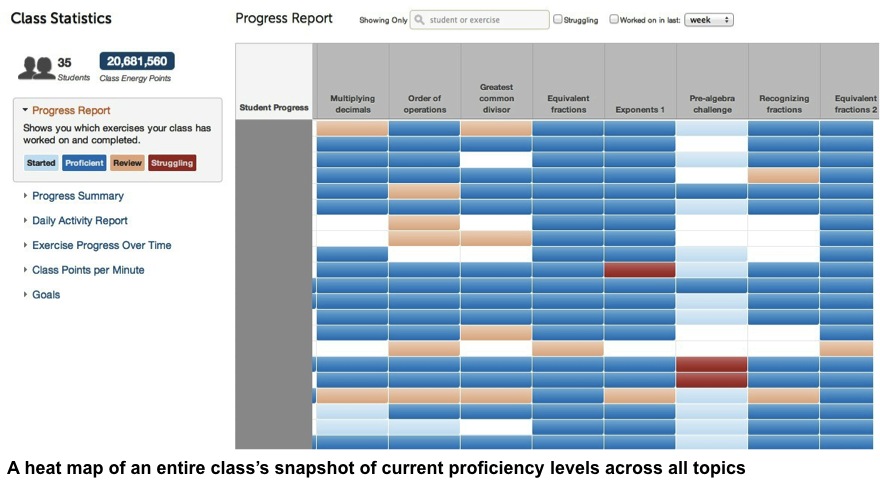 Class Statistics
35
Students
20,681,560
Class Energy Points
Progress Report
Shows you which exercises your class has
worked on and completed.
Started Proficient Review Struggling
Progress Summary
Daily Activity Report
Exercise Progress Over Time
Class Points per Minute
Goals
Progress Report
Showing Only student or exercise Struggling Worked on in last: week
Student Progress
Multiplying
decimals
Order of
operations
Greatest
common
divisor
Equivalent
fractions
Exponents 1
Pre-algebra
challenge
Recognizing
fractions
Equivalent
fractions 2
A heat map of an entire class's snapshot of current proficiency levels across all topics